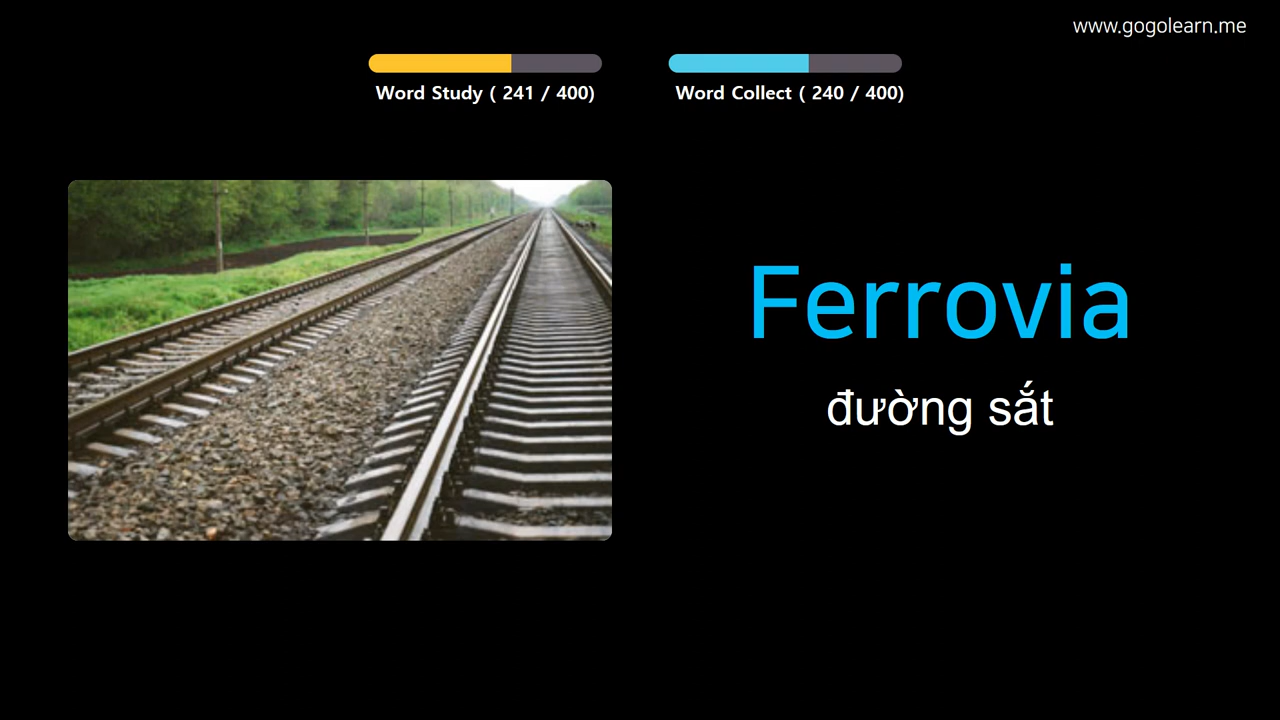 www.gogolearn.me
Word Study ( 241 / 400)
Word Collect ( 240 / 400)
Ferrovia
đường sắt